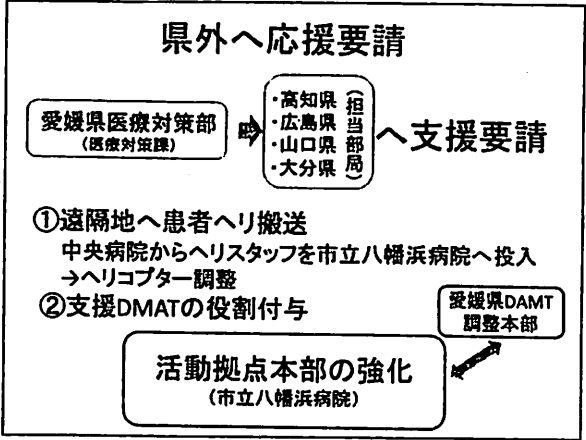 県外へ応援要請
愛媛県医療対策部
(医療対策課)
・高知県
・広島県
・山口県
・大分県
(担当部局)
へ支援要請
①遠隔地へ患者ヘリ搬送
中央病院からヘリスタッフを市立八幡浜病院へ投入
→ヘリコプター調整
②支援DMATの役割付与
愛媛県DAMT
調整本部
活動拠点本部の強化
(市立八幡浜病院)